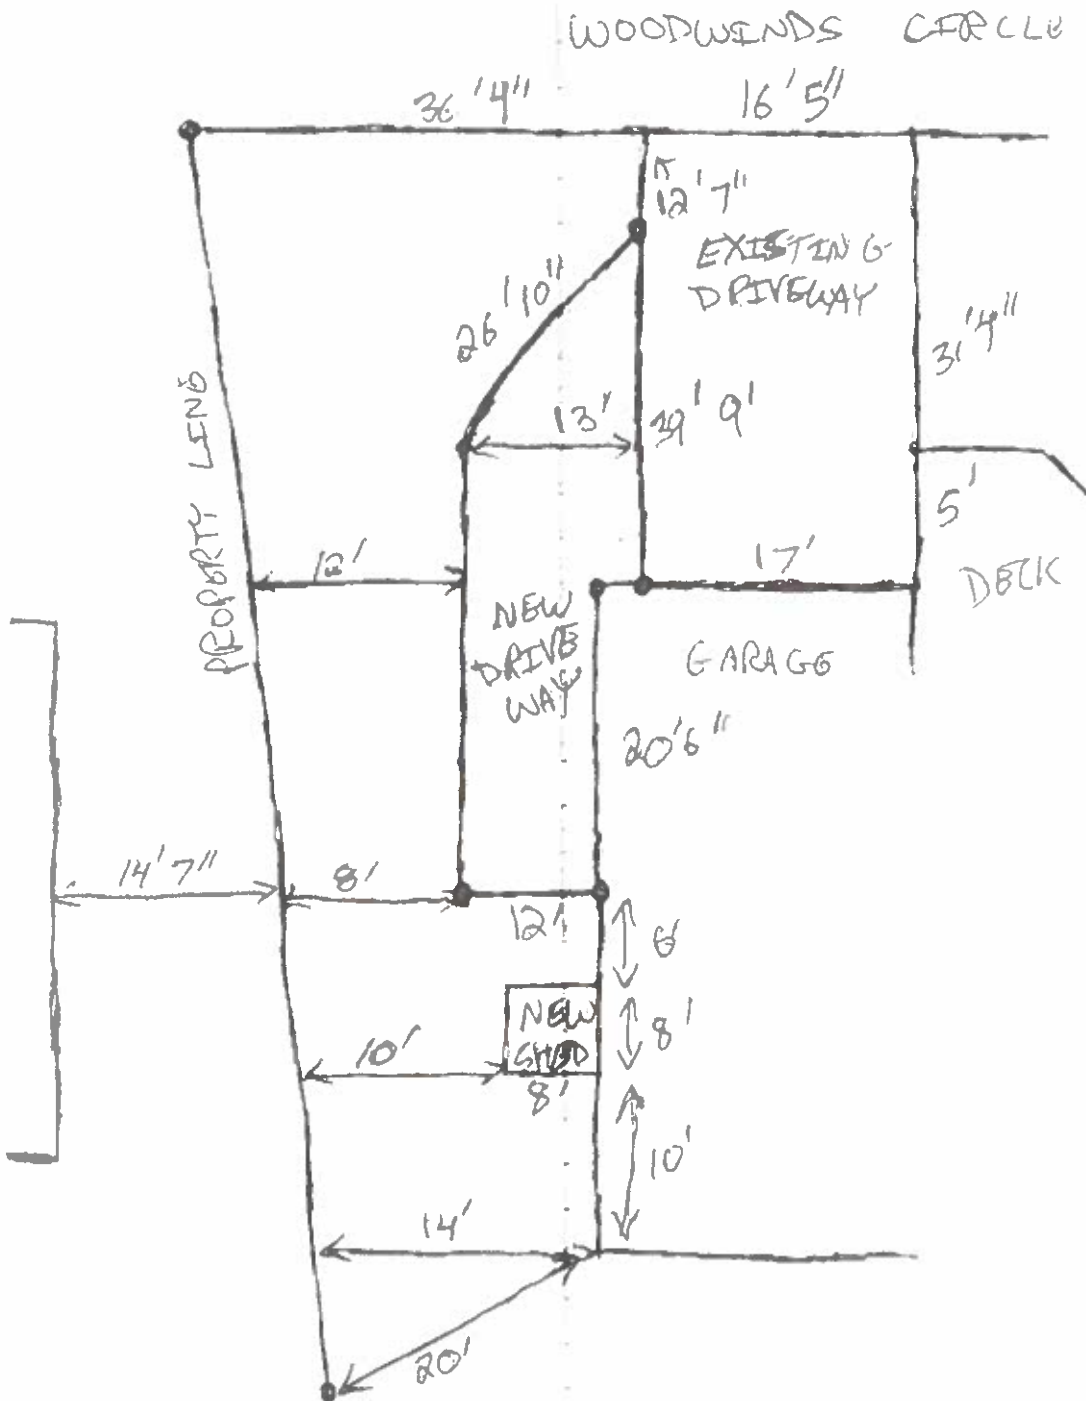 WOODWINDS CIRCLE
36'4"
16'5"
12'7"
EXISTING
DRIVEWAY
26'10"
31'4"
13'
39'9'
PROPERTY LINE
5'
12'
17'
DECK
NEW
DRIVE
WAY
GARAGE
20'6"
14'7"
8'
12'
6'
NEW
SHED
8'
10'
8'
10'
14'
20'